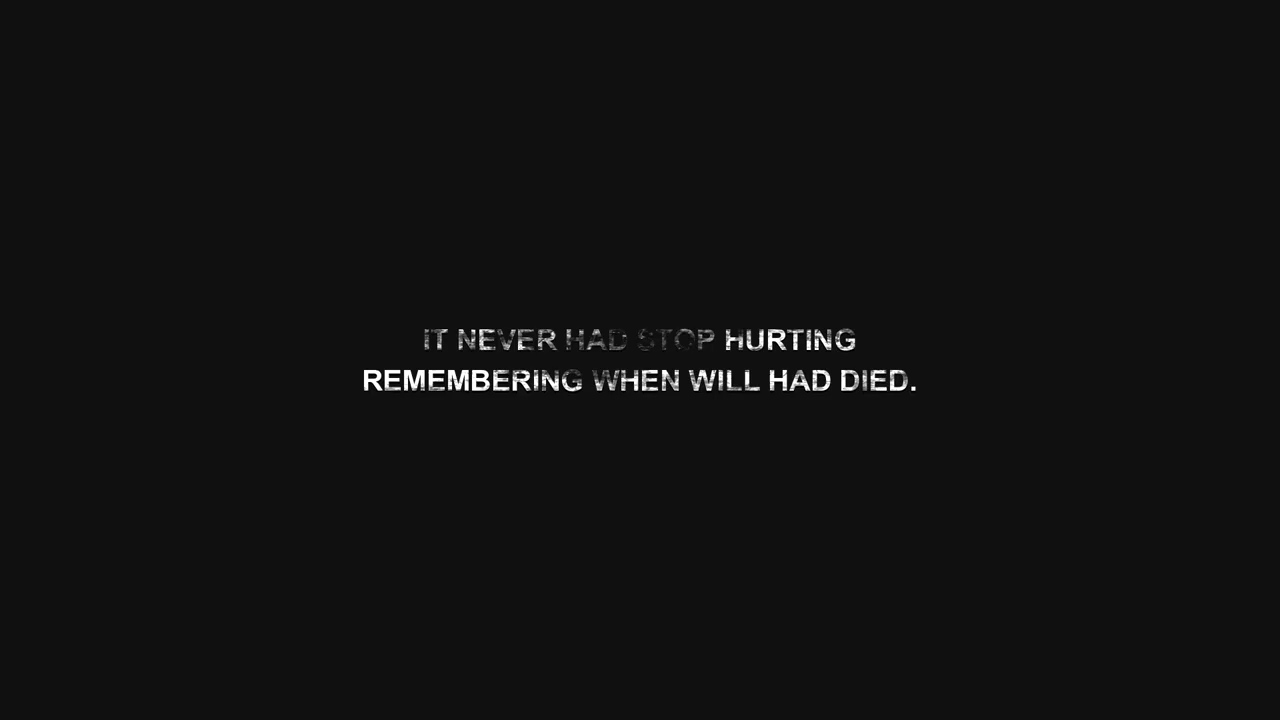 IT NEVER HAD STOP HURTING
REMEMBERING WHEN WILL HAD DIED.